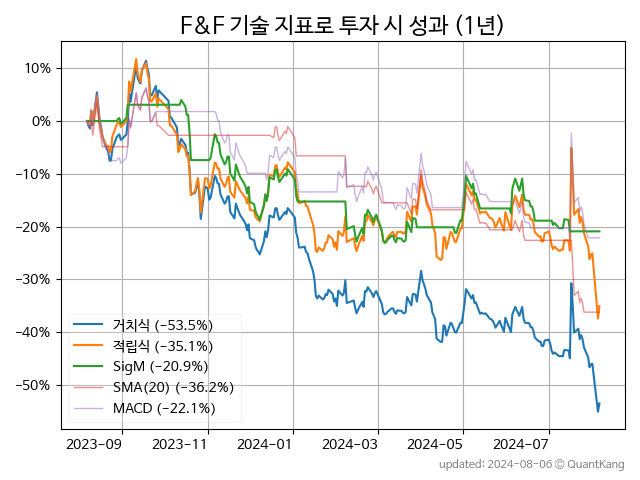 F&F 기술 지표로 투자 시 성과 (1년)
10%
0%
−10%
−20%
−30%
−40%
−50%
거치식 (−53.5%)
적립식 (−35.1%)
SigM (−20.9%)
SMA(20) (−36.2%)
MACD (−22.1%)
2023-09 2023-11 2024-01 2024-03 2024-05 2024-07
updated: 2024-08-06 © QuantKang